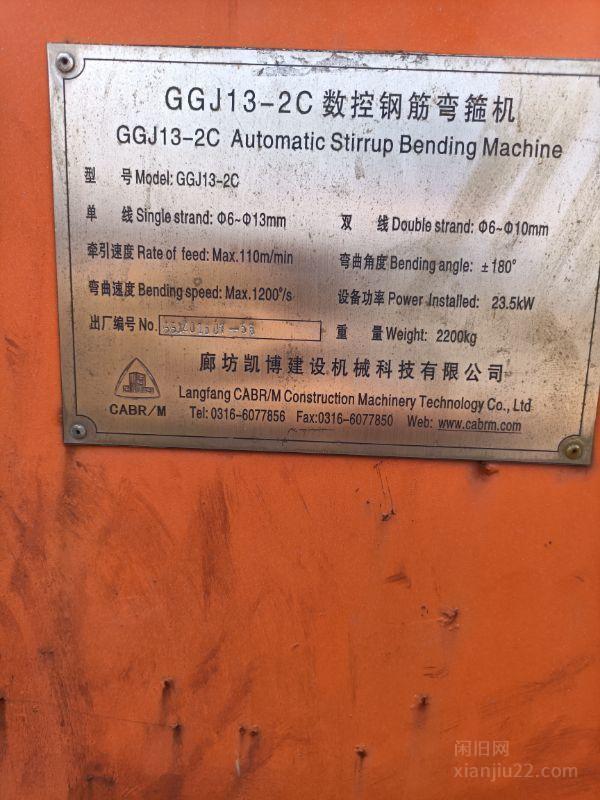 GGJ13-2C 数控钢筋弯箍机
GGJ13-2C Automatic Stirrup Bending Machine
型 号 Model: GGJ13-2C
单 线 Single strand: Φ6~Φ13mm 双 线 Double strand: Φ6~Φ10mm
牵引速度 Rate of feed: Max.110m/min 弯曲角度 Bending angle: ±180°
弯曲速度 Bending speed: Max.1200°/s 设备功率 Power Installed: 23.5kW
出厂编号 No. 重 量 Weight: 2200kg
廊坊凯博建设机械科技有限公司
CABR/M Langfang CABR/M Construction Machinery Technology Co., Ltd
Tel: 0316-6077856 Fax:0316-6077850 Web: www.cabrm.com
闲旧网
xianjiu22.com